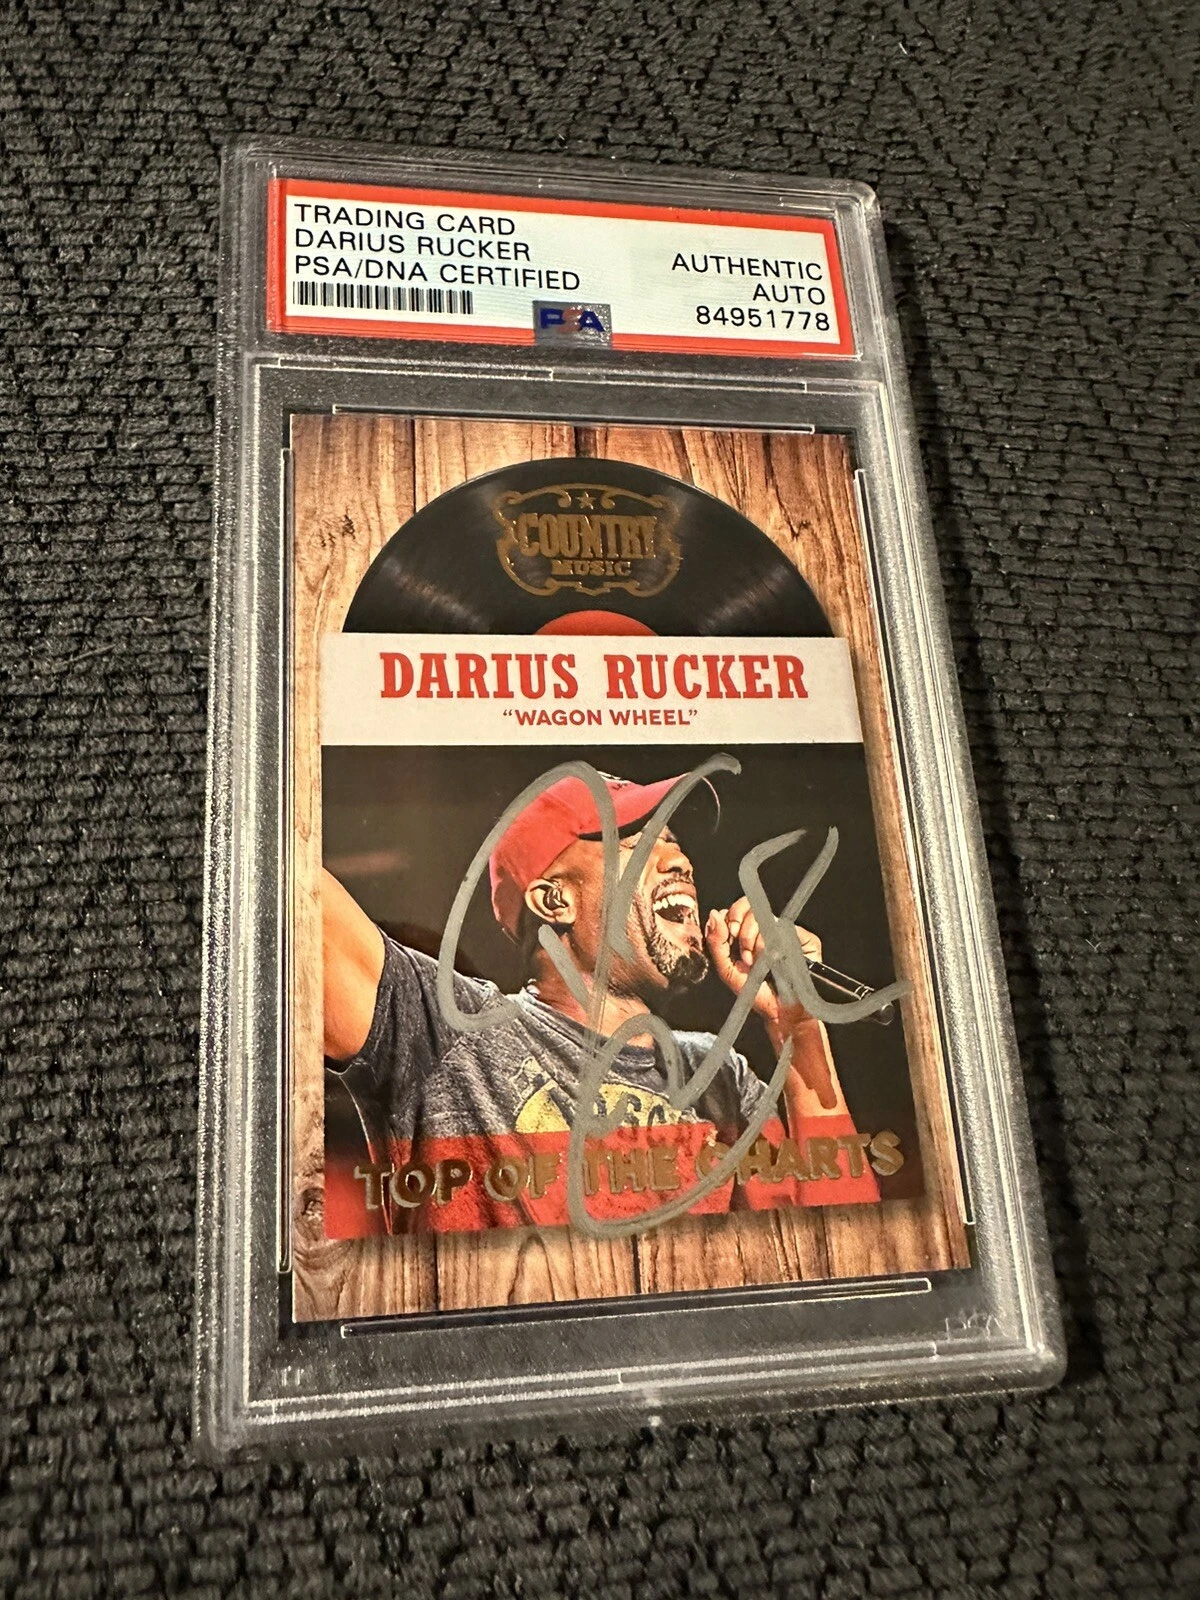 TRADING CARD
DARIUS RUCKER
PSA/DNA CERTIFIED
AUTHENTIC
AUTO
84951778
PSA
COUNTRY
MUSIC
DARIUS RUCKER
"WAGON WHEEL"
TOP OF THE CHARTS
PSA